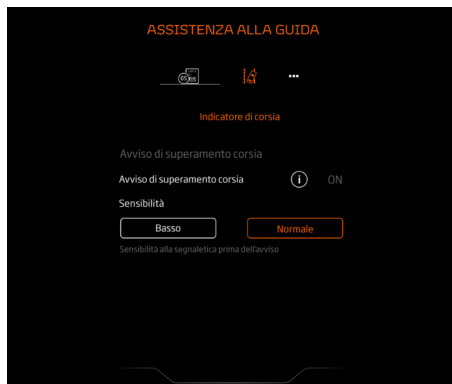 ASSISTENZA ALLA GUIDA
Indicatore di corsia
Avviso di superamento corsia
Avviso di superamento corsia i ON
Sensibilità
Basso Normale
Sensibilità alla segnaletica prima dell'avviso